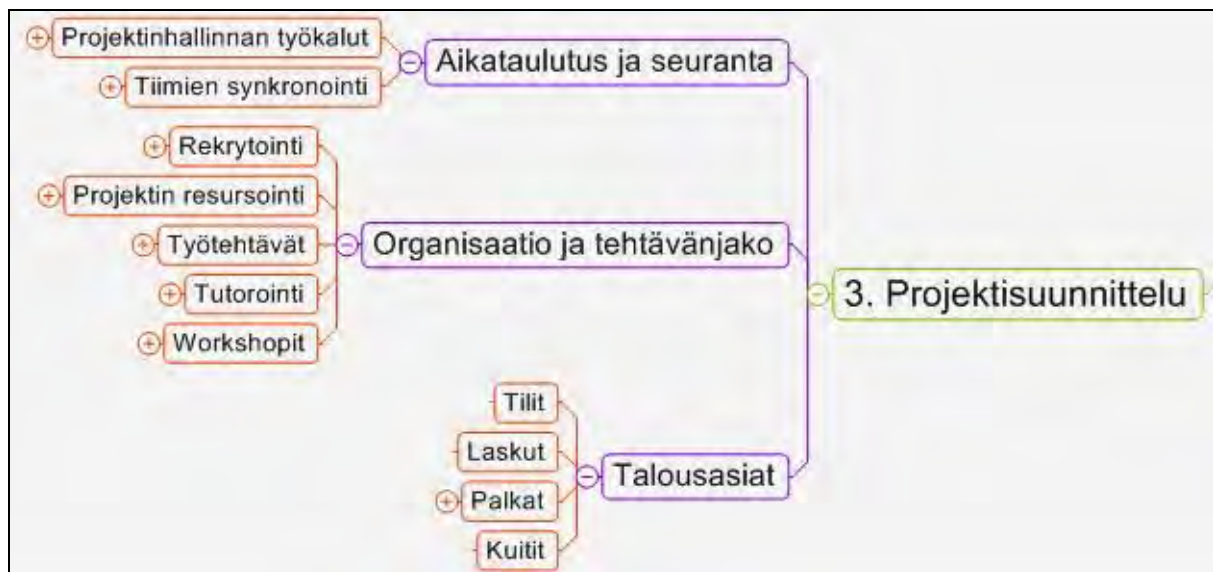 Projektinhallinnan työkalut
Aikataulutus ja seuranta
Tiimien synkronointi
Rekrytointi
Projektin resursointi
Työtehtävät
Organisaatio ja tehtävänjako
Tutorointi
3. Projektisuunnittelu
Workshopit
Tilit
Laskut
Talousasiat
Palkat
Kuitit